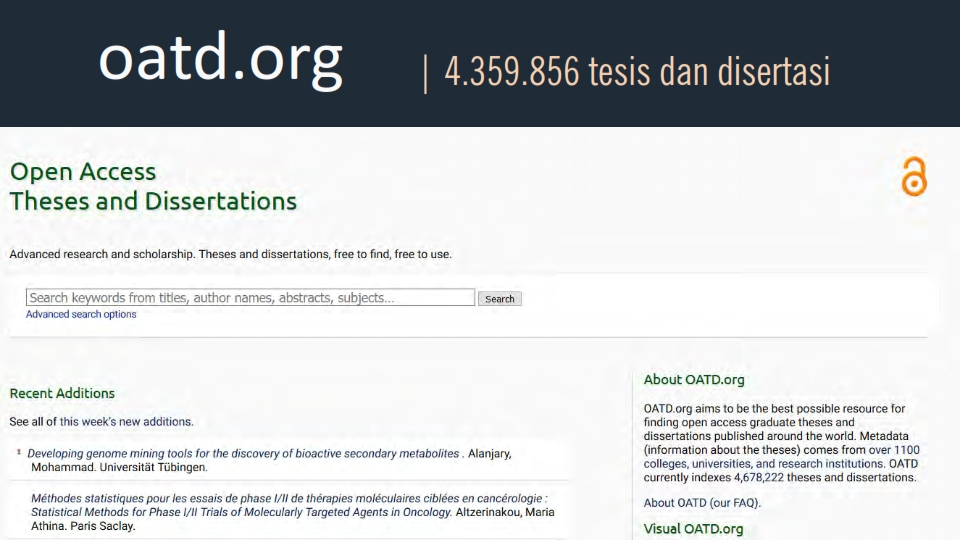 oatd.org
| 4.359.856 tesis dan disertasi
Open Access
Theses and Dissertations
Advanced research and scholarship. Theses and dissertations, free to find, free to use.
Search keywords from titles, author names, abstracts, subjects...
Search
Advanced search options
Recent Additions
See all of this week's new additions.
1 Developing genome mining tools for the discovery of bioactive secondary metabolites . Alanjary,
Mohammad. Universität Tübingen.
Méthodes statistiques pour les essais de phase I/II de thérapies moléculaires ciblées en cancérologie :
Statistical Methods for Phase I/II Trials of Molecularly Targeted Agents in Oncology. Altzerinakou, Maria
Athina. Paris Saclay.
About OATD.org
OATD.org aims to be the best possible resource for
finding open access graduate theses and
dissertations published around the world. Metadata
(information about the theses) comes from over 1100
colleges, universities, and research institutions. OATD
currently indexes 4,678,222 theses and dissertations.
About OATD (our FAQ).
Visual OATD.org